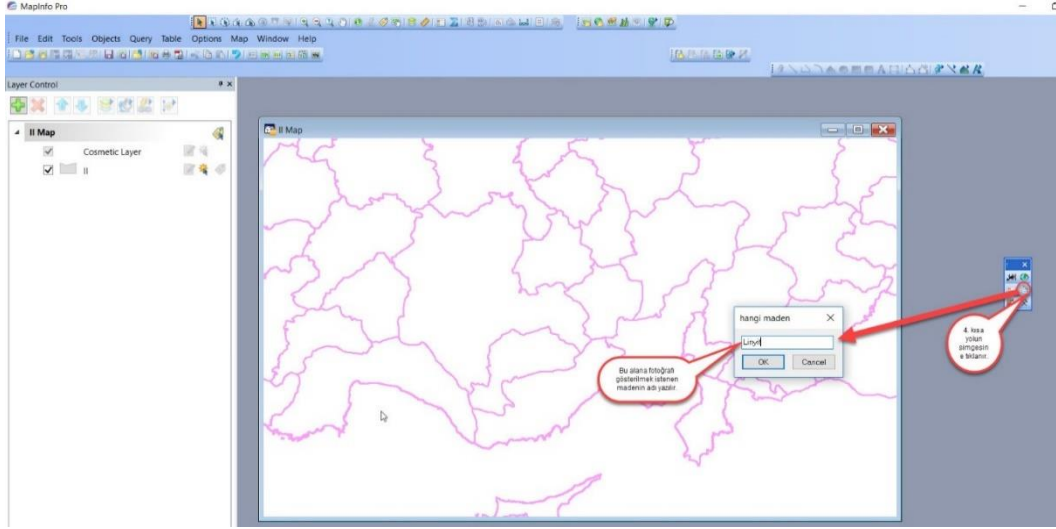 MapInfo Pro
File Edit Tools Objects Query Table Options Map Window Help
Layer Control
Il Map
Cosmetic Layer
Il
Il Map
hangi maden
Linyit
OK Cancel
Bu alana fotoğrafı
gösterilmek istenen
madenin adı yazılır.
4. kısa
yolun
simgesin
e tıklanır.